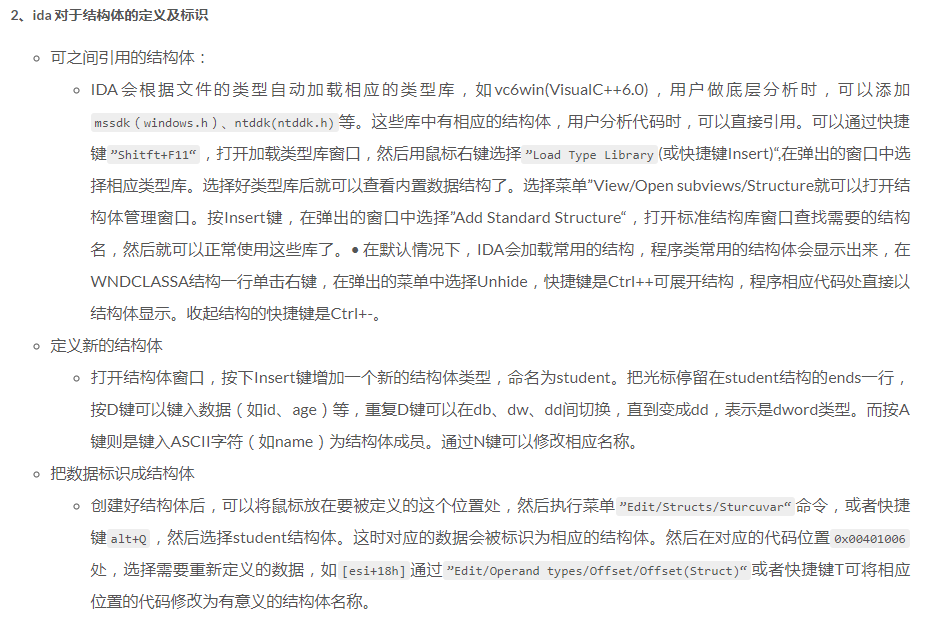 2、ida 对于结构体的定义及标识
可之间引用的结构体：
IDA会根据文件的类型自动加载相应的类型库，如vc6win(VisualC++6.0)，用户做底层分析时，可以添加
mssdk（windows.h）、ntddk(ntddk.h)等。这些库中有相应的结构体，用户分析代码时，可以直接引用。可以通过快捷
键”Shitft+F11“，打开加载类型库窗口，然后用鼠标右键选择”Load Type Library(或快捷键Insert)“,在弹出的窗口中选
择相应类型库。选择好类型库后就可以查看内置数据结构了。选择菜单”View/Open subviews/Structure就可以打开结
构体管理窗口。按Insert键，在弹出的窗口中选择”Add Standard Structure“，打开标准结构库窗口查找需要的结构
名，然后就可以正常使用这些库了。● 在默认情况下，IDA会加载常用的结构，程序类常用的结构体会显示出来，在
WNDCLASSA结构一行单击右键，在弹出的菜单中选择Unhide，快捷键是Ctrl++可展开结构，程序相应代码处直接以
结构体显示。收起结构的快捷键是Ctrl+-。
定义新的结构体
打开结构体窗口，按下Insert键增加一个新的结构体类型，命名为student。把光标停留在student结构的ends一行，
按D键可以键入数据（如id、age）等，重复D键可以在db、dw、dd间切换，直到变成dd，表示是dword类型。而按A
键则是键入ASCII字符（如name）为结构体成员。通过N键可以修改相应名称。
把数据标识成结构体
创建好结构体后，可以将鼠标放在要被定义的这个位置处，然后执行菜单”Edit/Structs/Sturcuvar“命令，或者快捷
键alt+Q，然后选择student结构体。这时对应的数据会被标识为相应的结构体。然后在对应的代码位置0x00401006
处，选择需要重新定义的数据，如[esi+18h]通过”Edit/Operand types/Offset/Offset(Struct)“或者快捷键T可将相应
位置的代码修改为有意义的结构体名称。